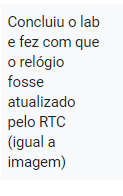 Concluiu o lab
e fez com que
o relógio
fosse
atualizado
pelo RTC
(igual a
imagem)